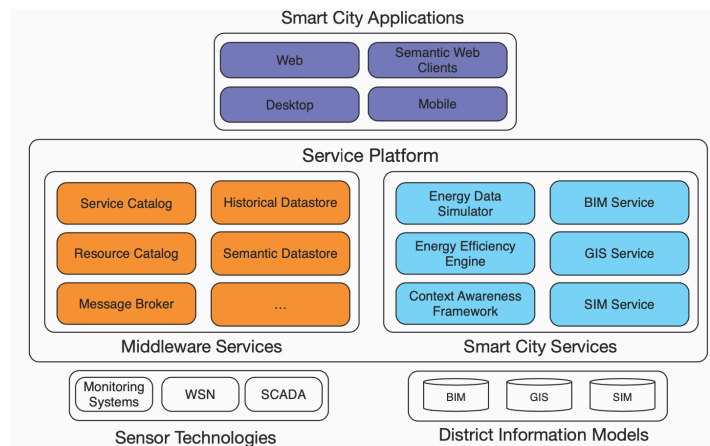 Smart City Applications
Web
Semantic Web
Clients
Desktop
Mobile
Service Platform
Service Catalog
Historical Datastore
Resource Catalog
Semantic Datastore
Message Broker
...
Middleware Services
Energy Data
Simulator
BIM Service
Energy Efficiency
Engine
GIS Service
Context Awareness
Framework
SIM Service
Smart City Services
Monitoring
Systems
WSN
SCADA
Sensor Technologies
BIM
GIS
SIM
District Information Models